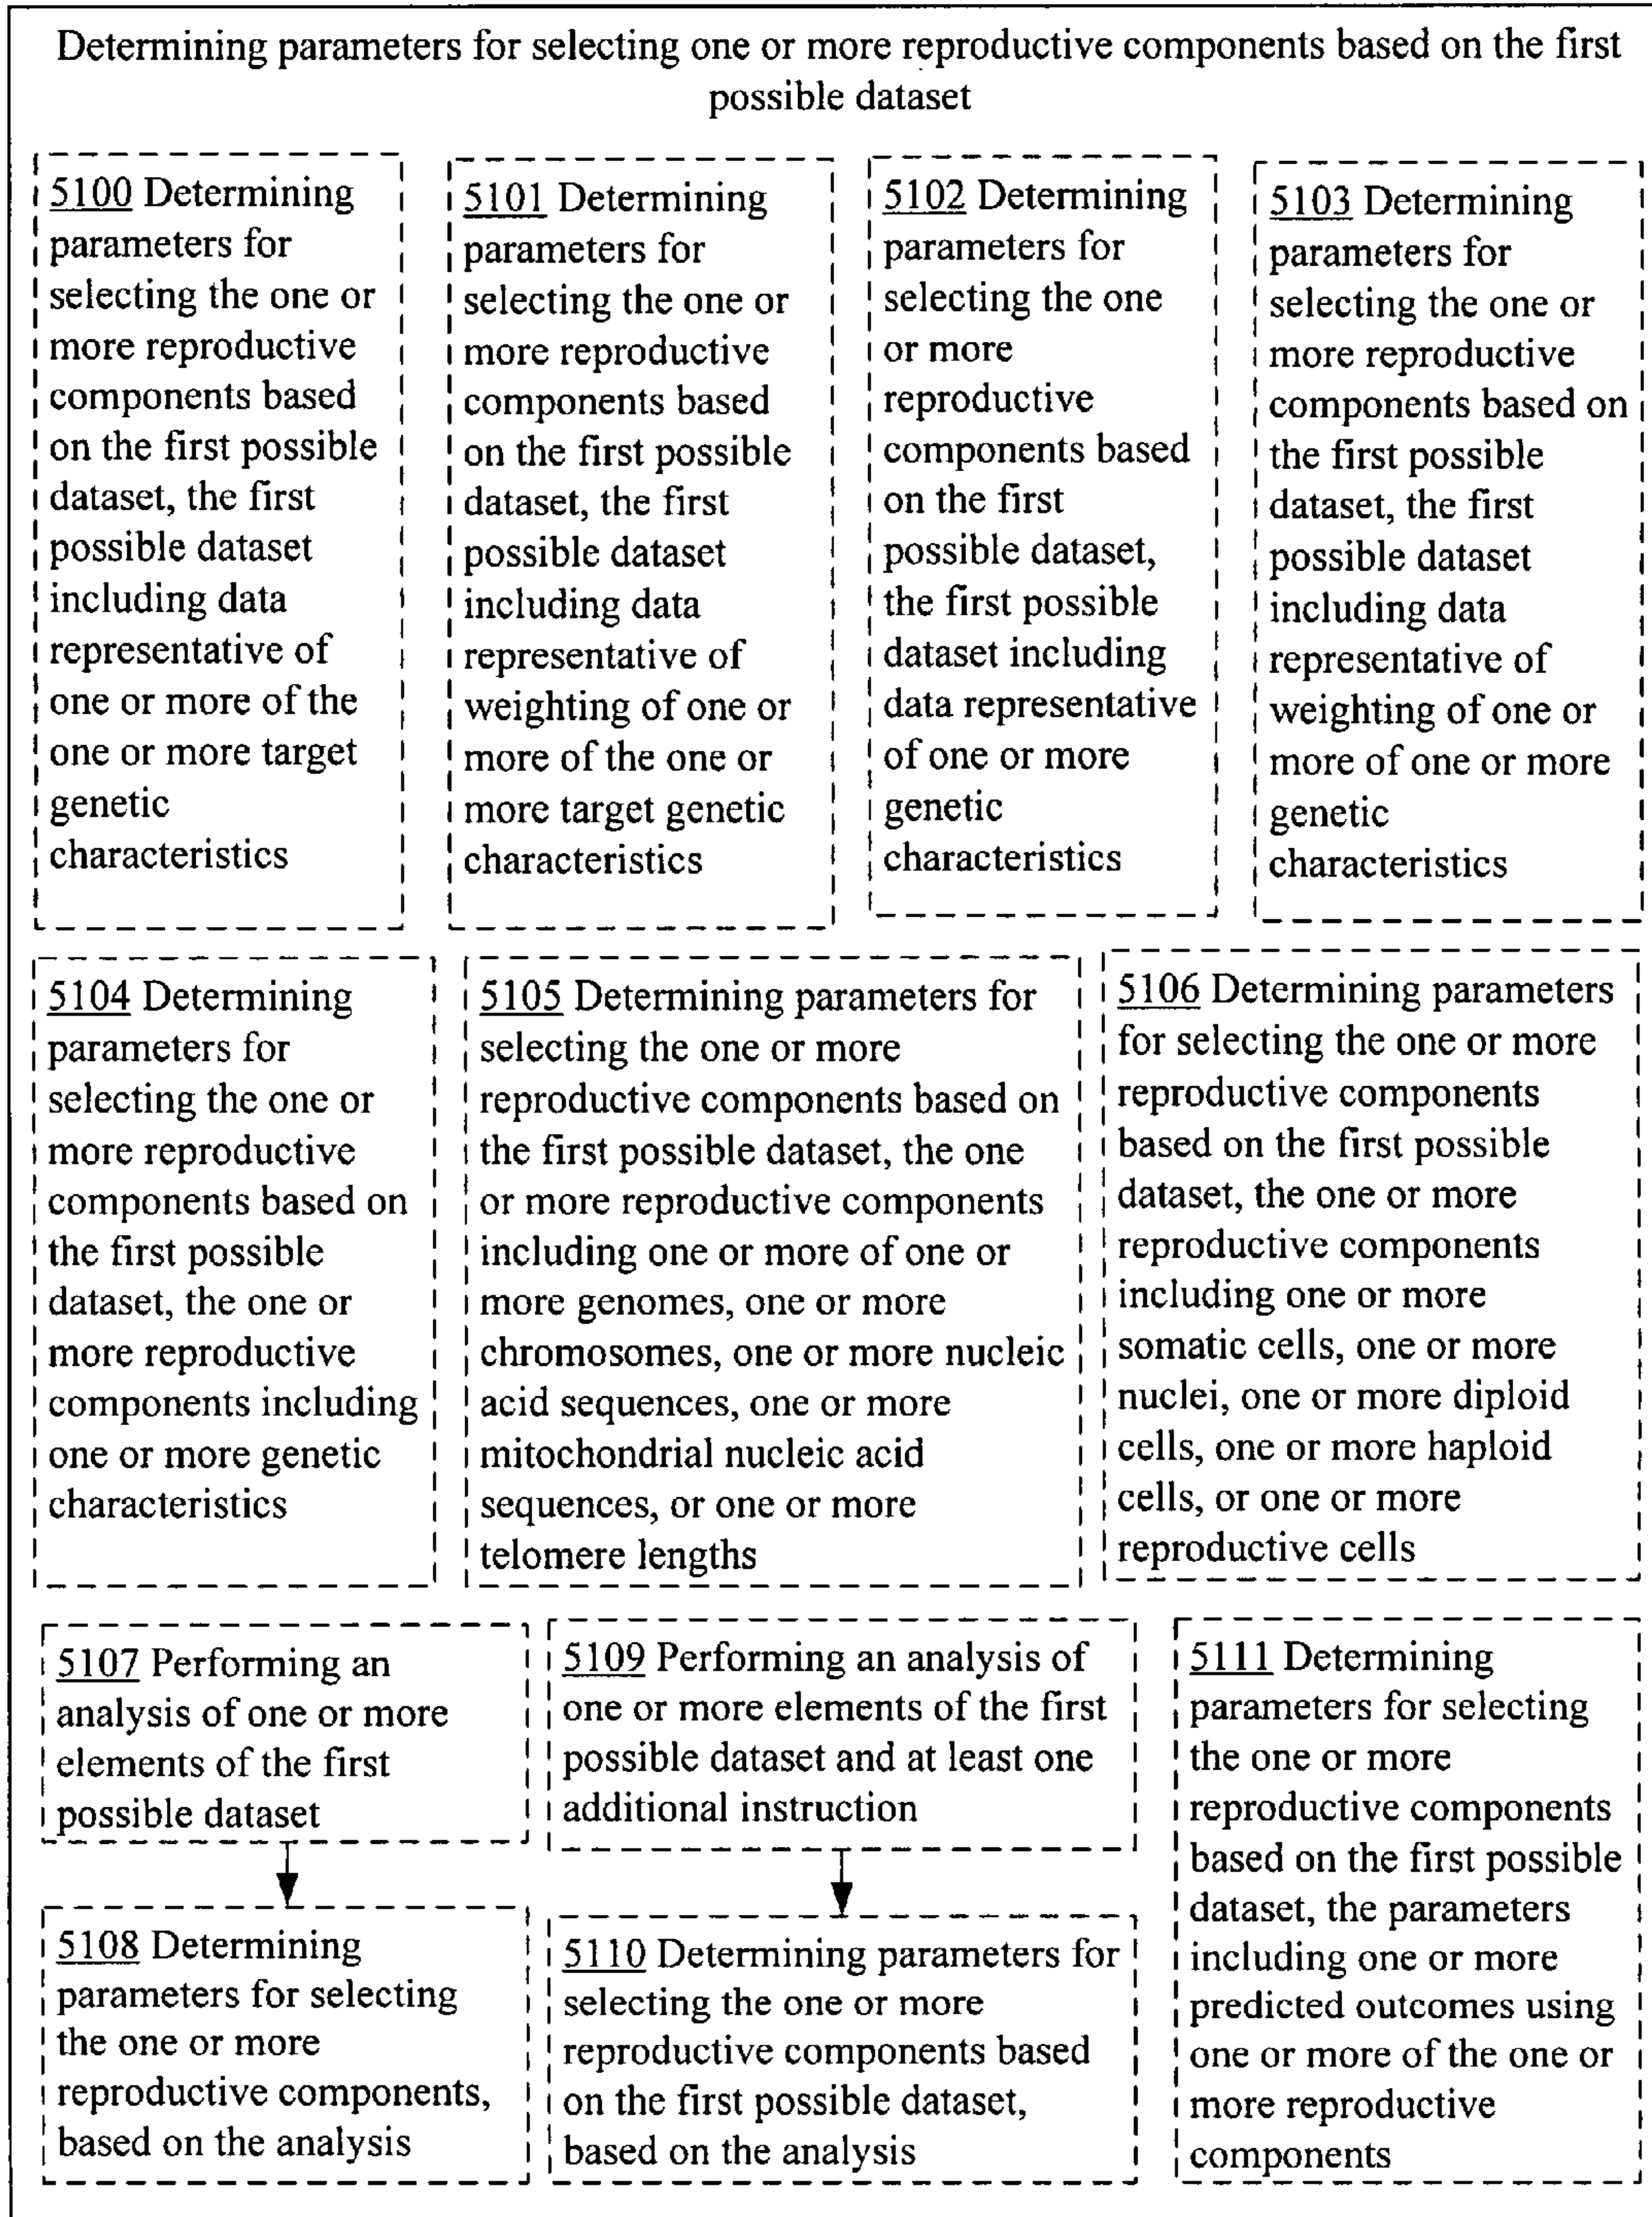 Determining parameters for selecting one or more reproductive components based on the first
possible dataset
5100 Determining
parameters for
selecting the one or
more reproductive
components based
on the first possible
dataset, the first
possible dataset
including data
representative of
one or more of the
one or more target
genetic
characteristics
5101 Determining
parameters for
selecting the one or
more reproductive
components based
on the first possible
dataset, the first
possible dataset
including data
representative of
weighting of one or
more of the one or
more target genetic
characteristics
5102 Determining
parameters for
selecting the one
or more
reproductive
components based
on the first
possible dataset,
the first possible
dataset including
data representative
of one or more
genetic
characteristics
5103 Determining
parameters for
selecting the one or
more reproductive
components based on
the first possible
dataset, the first
possible dataset
including data
representative of
weighting of one or
more of one or more
genetic
characteristics
5104 Determining
parameters for
selecting the one or
more reproductive
components based on
the first possible
dataset, the one or
more reproductive
components including
one or more genetic
characteristics
5105 Determining parameters for
selecting the one or more
reproductive components based on
the first possible dataset, the one
or more reproductive components
including one or more of one or
more genomes, one or more
chromosomes, one or more nucleic
acid sequences, one or more
mitochondrial nucleic acid
sequences, or one or more
telomere lengths
5106 Determining parameters
for selecting the one or more
reproductive components
based on the first possible
dataset, the one or more
reproductive components
including one or more
somatic cells, one or more
nuclei, one or more diploid
cells, one or more haploid
cells, or one or more
reproductive cells
5107 Performing an
analysis of one or more
elements of the first
possible dataset
5108 Determining
parameters for selecting
the one or more
reproductive components,
based on the analysis
5109 Performing an analysis of
one or more elements of the first
possible dataset and at least one
additional instruction
5110 Determining parameters for
selecting the one or more
reproductive components based
on the first possible dataset,
based on the analysis
5111 Determining
parameters for selecting
the one or more
reproductive components
based on the first possible
dataset, the parameters
including one or more
predicted outcomes using
one or more of the one or
more reproductive
components